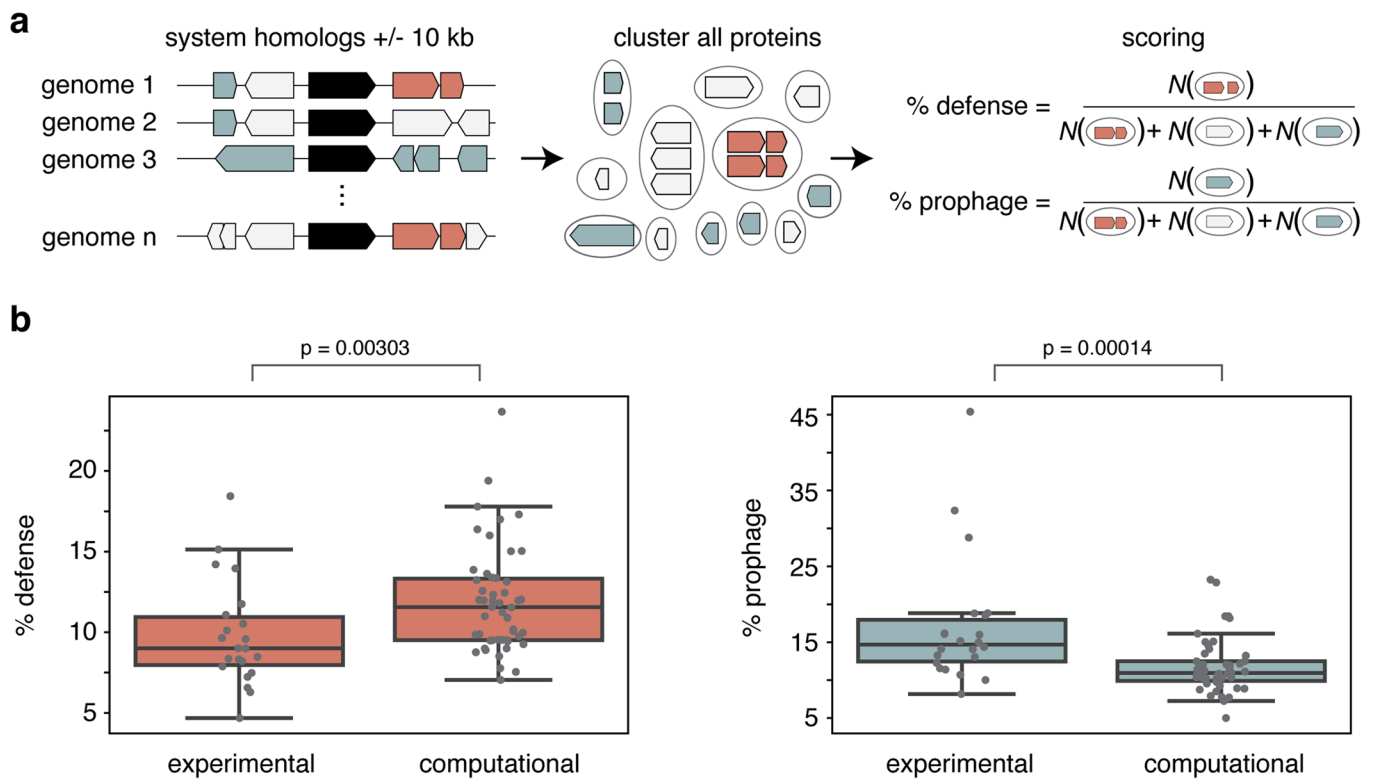 a
system homologs +/- 10 kb
cluster all proteins
scoring
genome 1
genome 2
genome 3
⋮
genome n
% defense =
N( )
N( ) + N( ) + N( )
% prophage =
N( )
N( ) + N( ) + N( )
b
p = 0.00303
% defense
20
15
10
5
experimental
computational
p = 0.00014
% prophage
45
35
25
15
5
experimental
computational